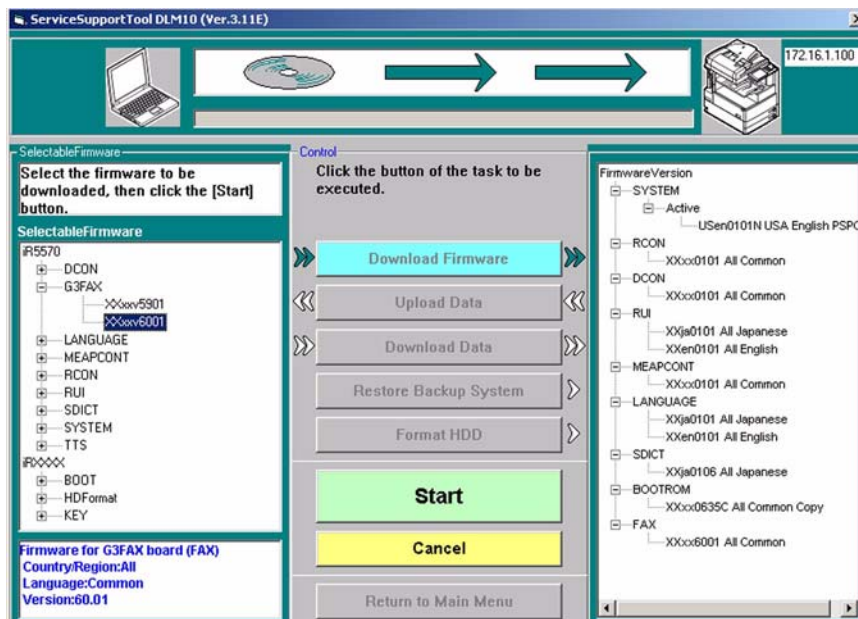 ServiceSupportTool DLM10 (Ver.3.11E)
172.16.1.100
SelectableFirmware
Select the firmware to be
downloaded, then click the [Start]
button.
SelectableFirmware
iR5570
DCON
G3FAX
XXxxv5901
XXxxv6001
LANGUAGE
MEAPCONT
RCON
RUI
SDICT
SYSTEM
TTS
iRXXXX
BOOT
HDFormat
KEY
Firmware for G3FAX board (FAX)
Country/Region:All
Language:Common
Version:60.01
Control
Click the button of the task to be
executed.
Download Firmware
Upload Data
Download Data
Restore Backup System
Format HDD
Start
Cancel
Return to Main Menu
FirmwareVersion
SYSTEM
Active
USen0101N USA English PSPC
RCON
XXxx0101 All Common
DCON
XXxx0101 All Common
RUI
XXja0101 All Japanese
XXen0101 All English
MEAPCONT
XXxx0101 All Common
LANGUAGE
XXja0101 All Japanese
XXen0101 All English
SDICT
XXja0106 All Japanese
BOOTROM
XXxx0635C All Common Copy
FAX
XXxx6001 All Common